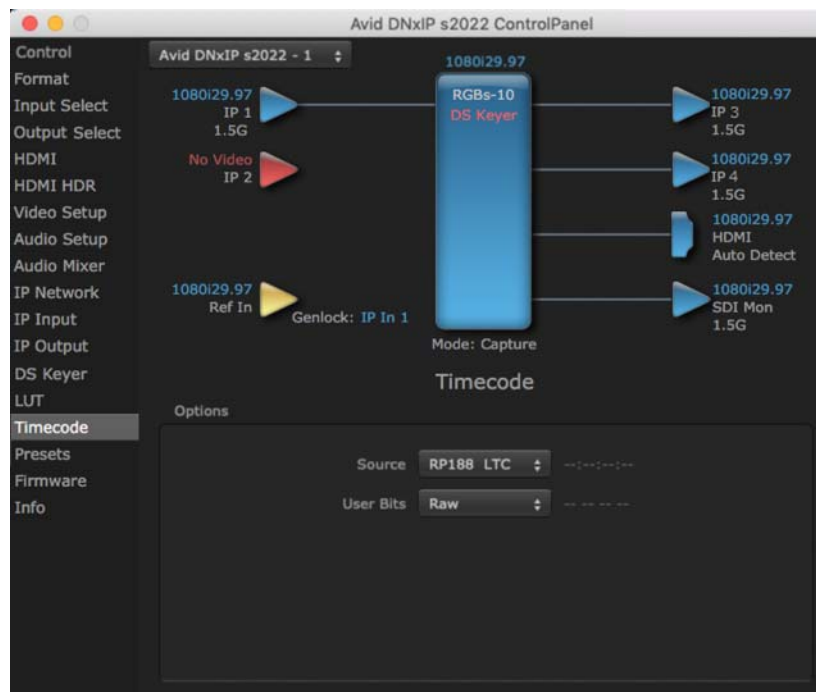 Avid DNxIP s2022 ControlPanel
Control
Format
Input Select
Output Select
HDMI
HDMI HDR
Video Setup
Audio Setup
Audio Mixer
IP Network
IP Input
IP Output
DS Keyer
LUT
Timecode
Presets
Firmware
Info
Avid DNxIP s2022 - 1
1080i29.97
1080i29.97
IP 1
1.5G
No Video
IP 2
1080i29.97
Ref In
Genlock: IP In 1
RGBs-10
DS Keyer
Mode: Capture
1080i29.97
IP 3
1.5G
1080i29.97
IP 4
1.5G
1080i29.97
HDMI
Auto Detect
1080i29.97
SDI Mon
1.5G
Timecode
Options
Source RP188 LTC --:--:--:--
User Bits Raw -- -- -- --